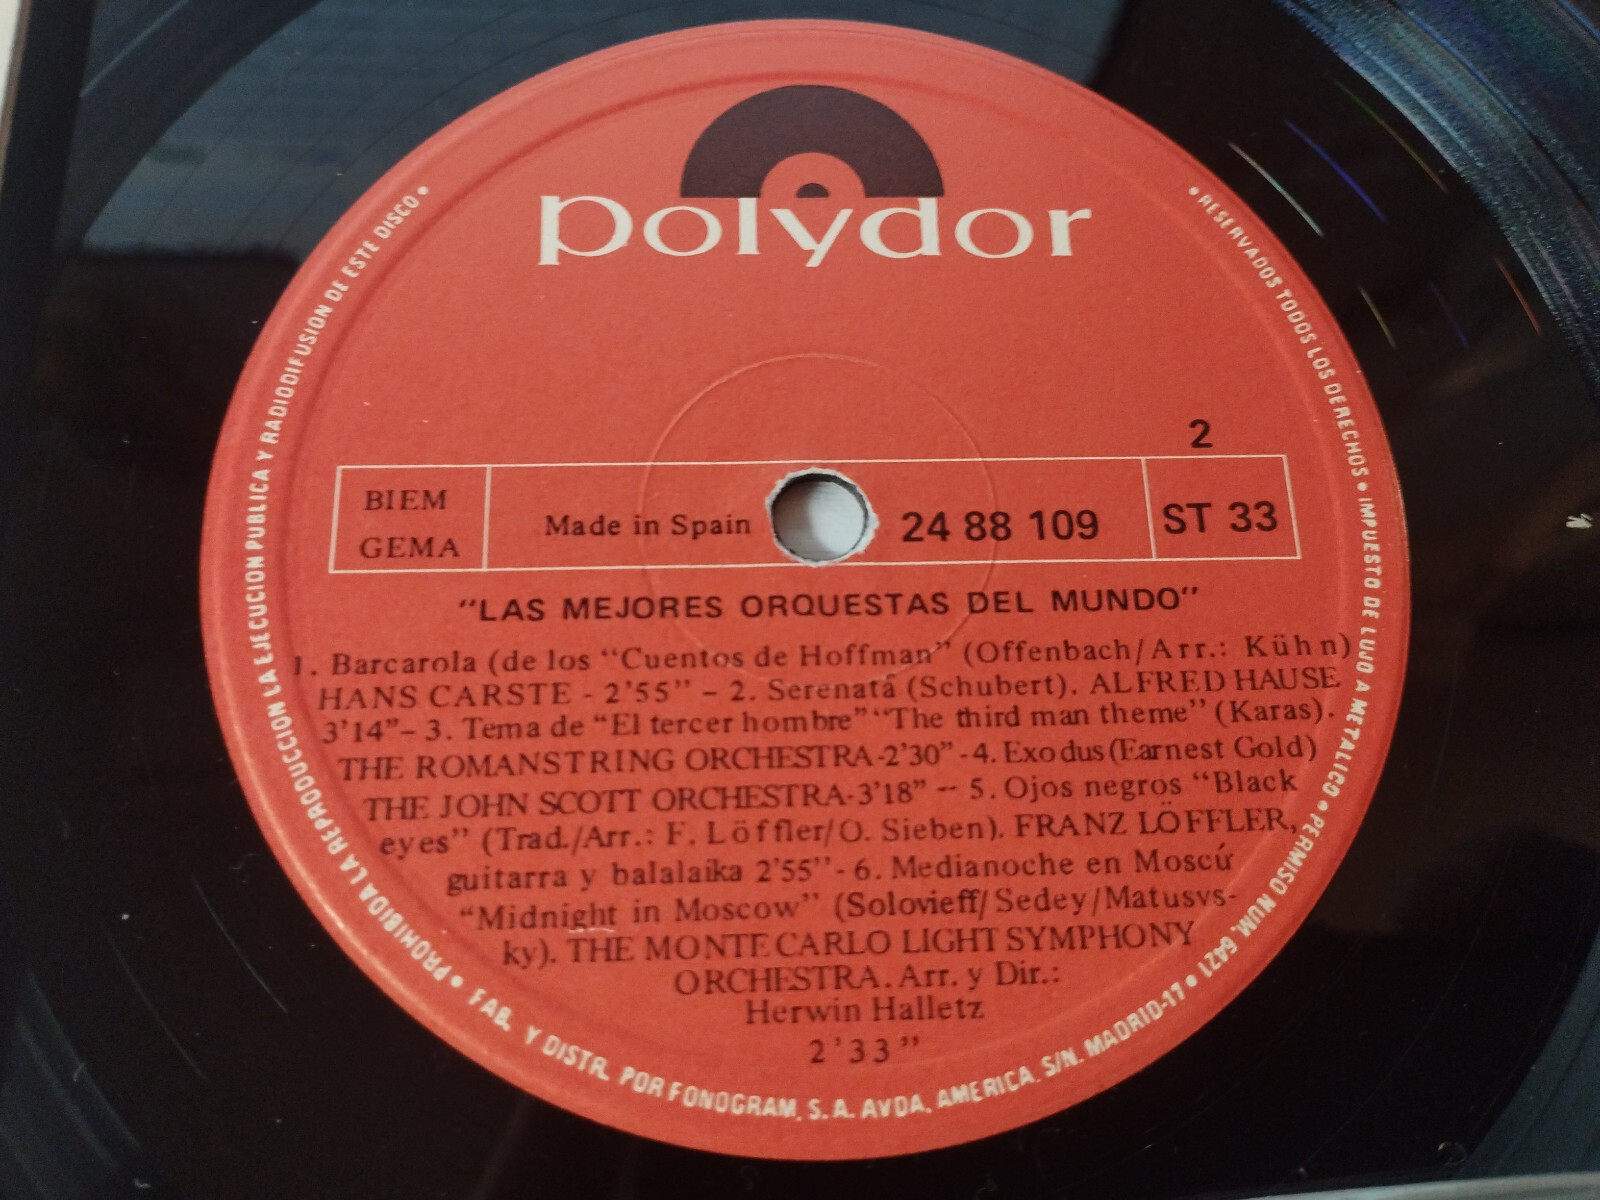 polydor
2
BIEM
GEMA
Made in Spain
24 88 109
ST 33
"LAS MEJORES ORQUESTAS DEL MUNDO"
1. Barcarola (de los "Cuentos de Hoffman" (Offenbach/Arr.: Kühn)
HANS CARSTE - 2'55" - 2. Serenata (Schubert). ALFRED HAUSE
3'14" - 3. Tema de "El tercer hombre" "The third man theme" (Karas).
THE ROMANSTRING ORCHESTRA-2'30" - 4. Exodus (Earnest Gold)
THE JOHN SCOTT ORCHESTRA-3'18" - 5. Ojos negros "Black
eyes" (Trad./Arr.: F. Löffler/O. Sieben). FRANZ LÖFFLER,
guitarra y balalaika 2'55" - 6. Medianoche en Moscú
"Midnight in Moscow" (Solovieff/Sedey/Matusvs-
ky). THE MONTE CARLO LIGHT SYMPHONY
ORCHESTRA. Arr. y Dir.:
Herwin Halletz
2'33"
• RESERVADOS TODOS LOS DERECHOS • IMPUESTO DE LUJO A METALICO • PERMISO NUM. 6421 • FAB. Y DISTR. POR FONOGRAM, S.A. AVDA. AMERICA, S/N. MADRID-17 • PROHIBIDA LA REPRODUCCION LA EJECUCION PUBLICA Y RADIODIFUSION DE ESTE DISCO •